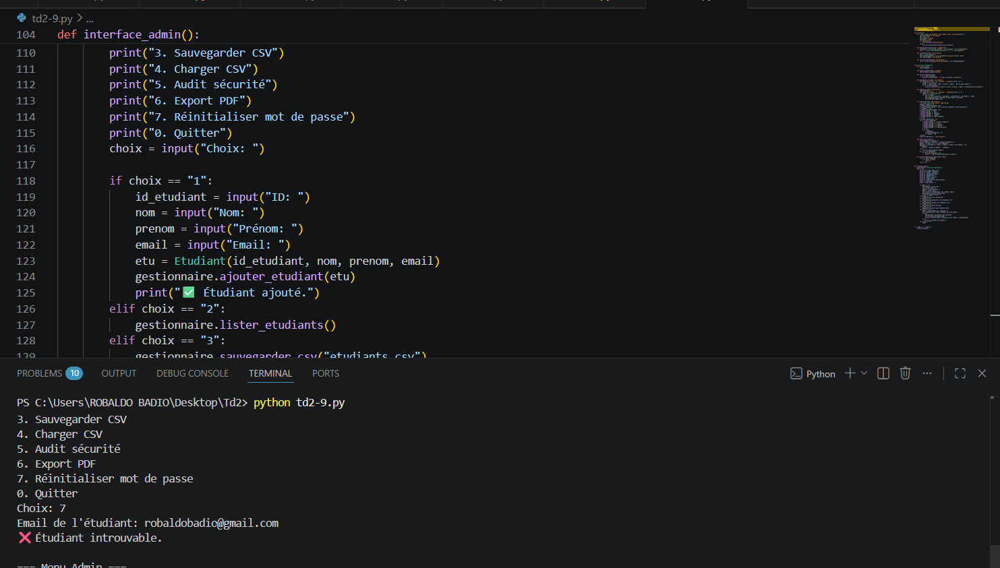 td2-9.py > ...
104 def interface_admin():
110 print("3. Sauvegarder CSV")
111 print("4. Charger CSV")
112 print("5. Audit sécurité")
113 print("6. Export PDF")
114 print("7. Réinitialiser mot de passe")
115 print("0. Quitter")
116 choix = input("Choix: ")
117
118 if choix == "1":
119 id_etudiant = input("ID: ")
120 nom = input("Nom: ")
121 prenom = input("Prénom: ")
122 email = input("Email: ")
123 etu = Etudiant(id_etudiant, nom, prenom, email)
124 gestionnaire.ajouter_etudiant(etu)
125 print("✅ Étudiant ajouté.")
126 elif choix == "2":
127 gestionnaire.lister_etudiants()
128 elif choix == "3":
129 gestionnaire.sauvegarder_csv("etudiants.csv")
PROBLEMS 10 OUTPUT DEBUG CONSOLE TERMINAL PORTS Python
PS C:\Users\ROBALDO BADIO\Desktop\Td2> python td2-9.py
3. Sauvegarder CSV
4. Charger CSV
5. Audit sécurité
6. Export PDF
7. Réinitialiser mot de passe
0. Quitter
Choix: 7
Email de l'étudiant: robaldobadio@gmail.com
❌ Étudiant introuvable.
=== Menu Admin ===